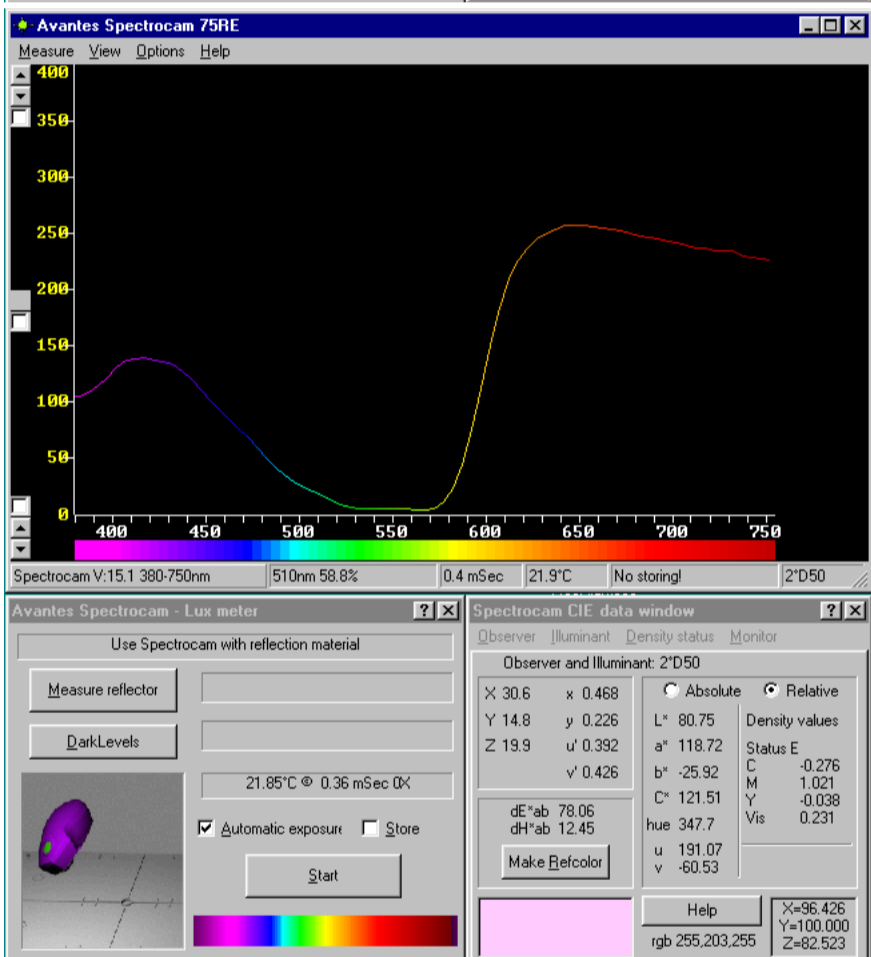 Avantes Spectrocam 75RE
Measure View Options Help
400
350
300
250
200
150
100
50
0
400 450 500 550 600 650 700 750
Spectrocam V:15.1 380-750nm 510nm 58.8% 0.4 mSec 21.9°C No storing! 2°D50
Avantes Spectrocam - Lux meter
Use Spectrocam with reflection material
Measure reflector
DarkLevels
21.85°C @ 0.36 mSec 0X
Automatic exposure Store
Start
Spectrocam CIE data window
Observer Illuminant Density status Monitor
Observer and Illuminant: 2°D50
X 30.6 x 0.468
Y 14.8 y 0.226
Z 19.9 u' 0.392
v' 0.426
dE*ab 78.06
dH*ab 12.45
Make Refcolor
Absolute Relative
L* 80.75
a* 118.72
b* -25.92
C* 121.51
hue 347.7
u 191.07
v -60.53
Density values
Status E
C -0.276
M 1.021
Y -0.038
Vis 0.231
Help
rgb 255,203,255
X=96.426
Y=100.000
Z=82.523